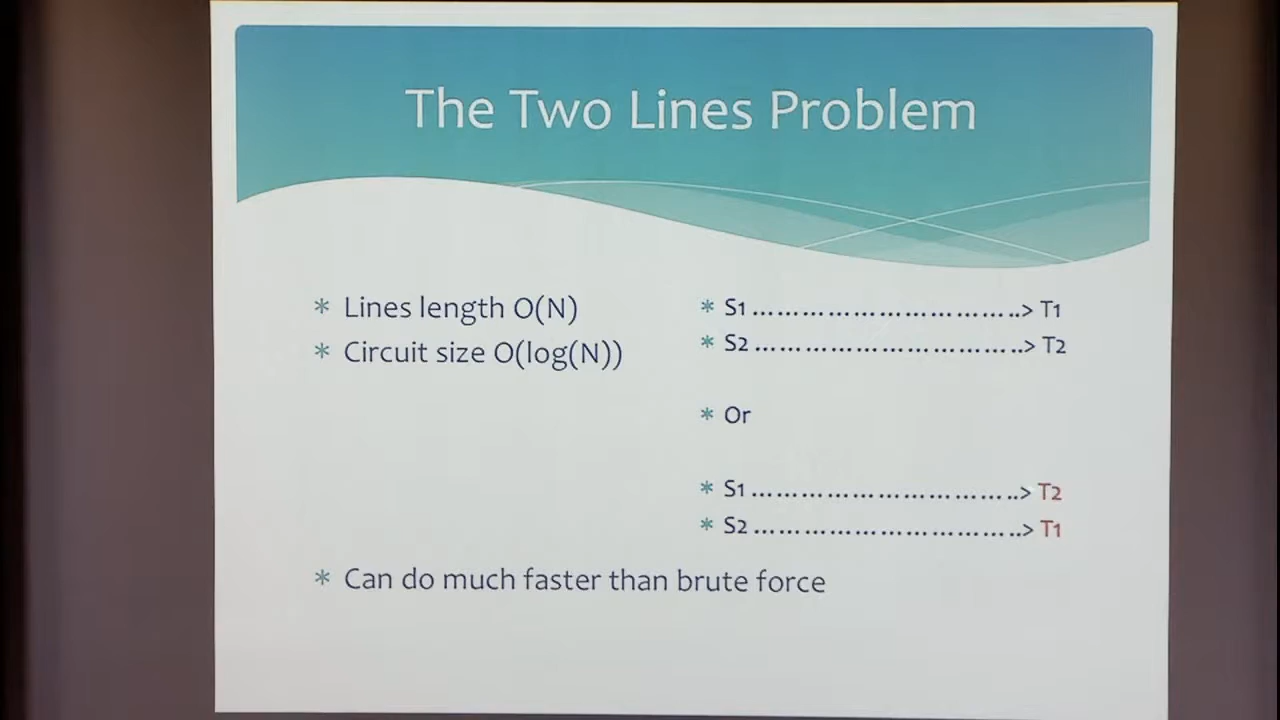 The Two Lines Problem
* Lines length O(N)
* Circuit size O(log(N))
* S1 ……………………………..> T1
* S2 ……………………………..> T2
* Or
* S1 ……………………………..> T2
* S2 ……………………………..> T1
* Can do much faster than brute force